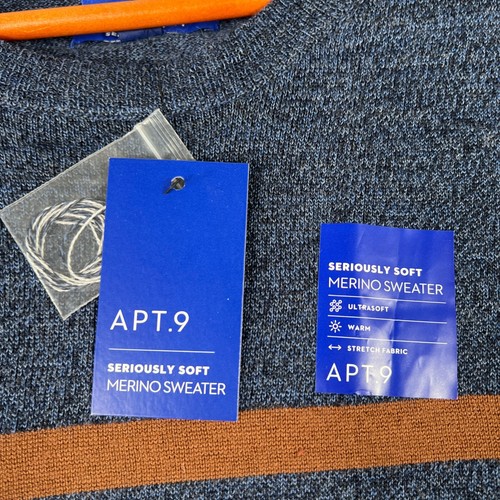 APT.9
SERIOUSLY SOFT
MERINO SWEATER
SERIOUSLY SOFT
MERINO SWEATER
ULTRASOFT
WARM
STRETCH FABRIC
APT.9